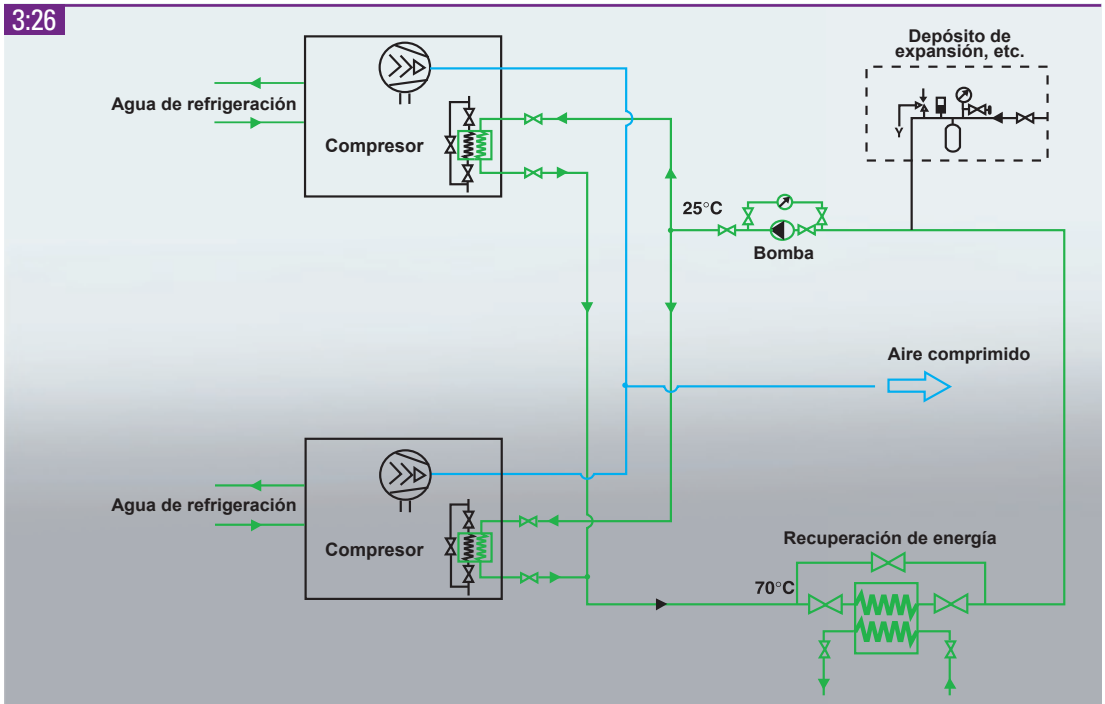 3:26
Depósito de
expansión, etc.
Agua de refrigeración
Compresor
Y
25°C
Bomba
Aire comprimido
Agua de refrigeración
Compresor
Recuperación de energía
70°C